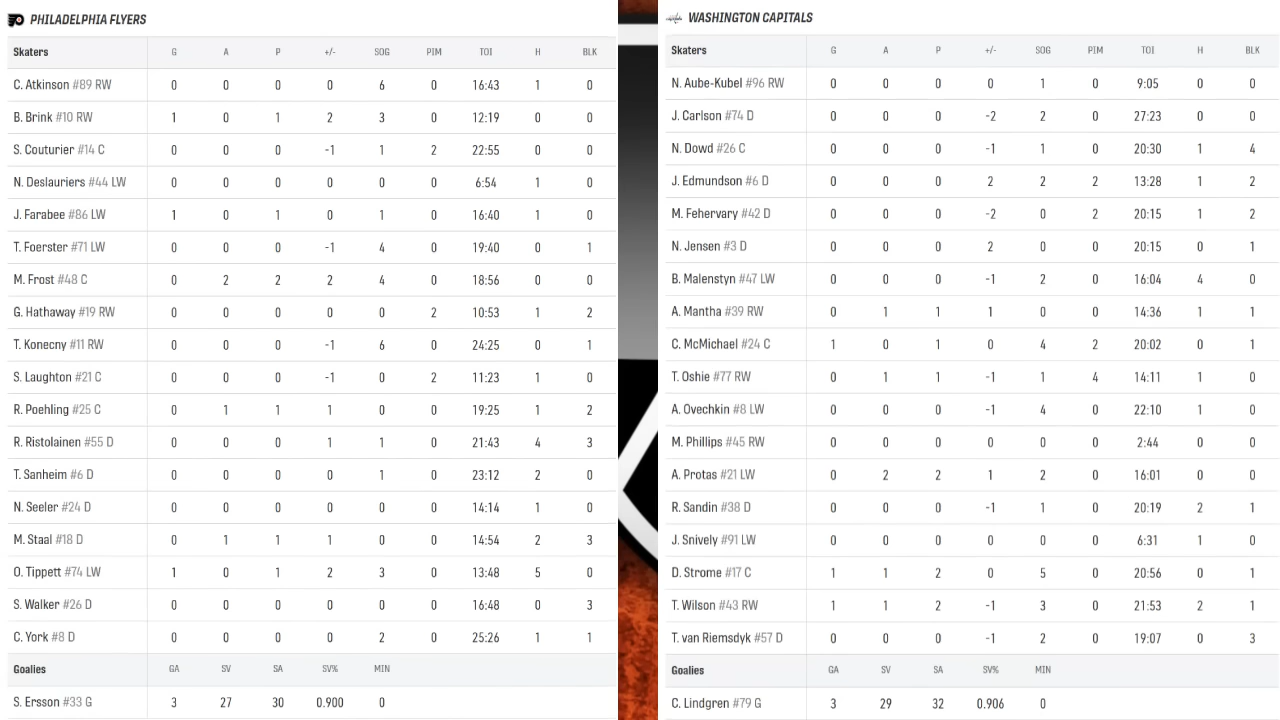 PHILADELPHIA FLYERS
Skaters G A P +/- SOG PIM TOI H BLK
C. Atkinson #89 RW 0 0 0 0 6 0 16:43 1 0
B. Brink #10 RW 1 0 1 2 3 0 12:19 0 0
S. Couturier #14 C 0 0 0 -1 1 2 22:55 0 0
N. Deslauriers #44 LW 0 0 0 0 0 0 6:54 1 0
J. Farabee #86 LW 1 0 1 0 1 0 16:40 1 0
T. Foerster #71 LW 0 0 0 -1 4 0 19:40 0 1
M. Frost #48 C 0 2 2 2 4 0 18:56 0 0
G. Hathaway #19 RW 0 0 0 0 0 2 10:53 1 2
T. Konecny #11 RW 0 0 0 -1 6 0 24:25 0 1
S. Laughton #21 C 0 0 0 -1 0 2 11:23 1 0
R. Poehling #25 C 0 1 1 1 0 0 19:25 1 2
R. Ristolainen #55 D 0 0 0 1 1 0 21:43 4 3
T. Sanheim #6 D 0 0 0 0 1 0 23:12 2 0
N. Seeler #24 D 0 0 0 0 0 0 14:14 1 0
M. Staal #18 D 0 1 1 1 0 0 14:54 2 3
O. Tippett #74 LW 1 0 1 2 3 0 13:48 5 0
S. Walker #26 D 0 0 0 0 0 0 16:48 0 3
C. York #8 D 0 0 0 0 2 0 25:26 1 1
Goalies GA SV SA SV% MIN
S. Ersson #33 G 3 27 30 0.900 0
WASHINGTON CAPITALS
Skaters G A P +/- SOG PIM TOI H BLK
N. Aube-Kubel #96 RW 0 0 0 0 1 0 9:05 0 0
J. Carlson #74 D 0 0 0 -2 2 0 27:23 0 0
N. Dowd #26 C 0 0 0 -1 1 0 20:30 1 4
J. Edmundson #6 D 0 0 0 2 2 2 13:28 1 2
M. Fehervary #42 D 0 0 0 -2 0 2 20:15 1 2
N. Jensen #3 D 0 0 0 2 0 0 20:15 0 1
B. Malenstyn #47 LW 0 0 0 -1 2 0 16:04 4 0
A. Mantha #39 RW 0 1 1 1 0 0 14:36 1 1
C. McMichael #24 C 1 0 1 0 4 2 20:02 0 1
T. Oshie #77 RW 0 1 1 -1 1 4 14:11 1 0
A. Ovechkin #8 LW 0 0 0 -1 4 0 22:10 1 0
M. Phillips #45 RW 0 0 0 0 0 0 2:44 0 0
A. Protas #21 LW 0 2 2 1 2 0 16:01 0 0
R. Sandin #38 D 0 0 0 -1 1 0 20:19 2 1
J. Snively #91 LW 0 0 0 0 0 0 6:31 1 0
D. Strome #17 C 1 1 2 0 5 0 20:56 0 1
T. Wilson #43 RW 1 1 2 -1 3 0 21:53 2 1
T. van Riemsdyk #57 D 0 0 0 -1 2 0 19:07 0 3
Goalies GA SV SA SV% MIN
C. Lindgren #79 G 3 29 32 0.906 0